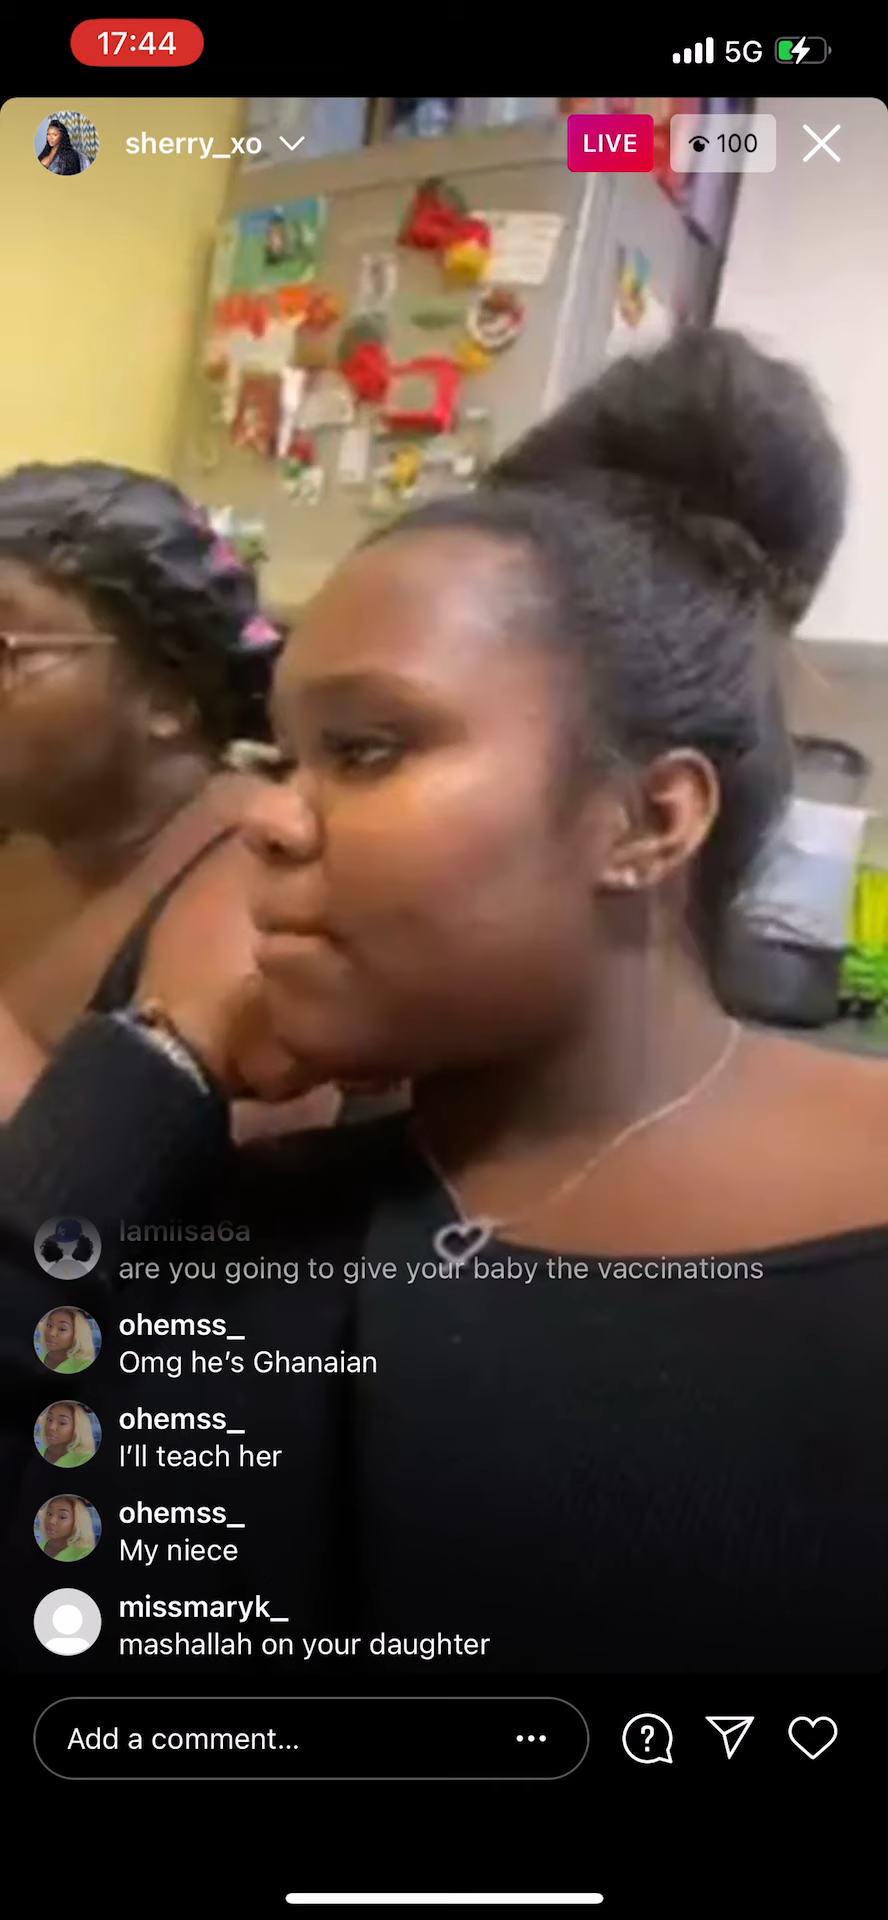 17:44
5G
sherry_xo
LIVE
100
lamiisa6a
are you going to give your baby the vaccinations
ohemss_
Omg he's Ghanaian
ohemss_
I'll teach her
ohemss_
My niece
missmaryk_
mashallah on your daughter
Add a comment...